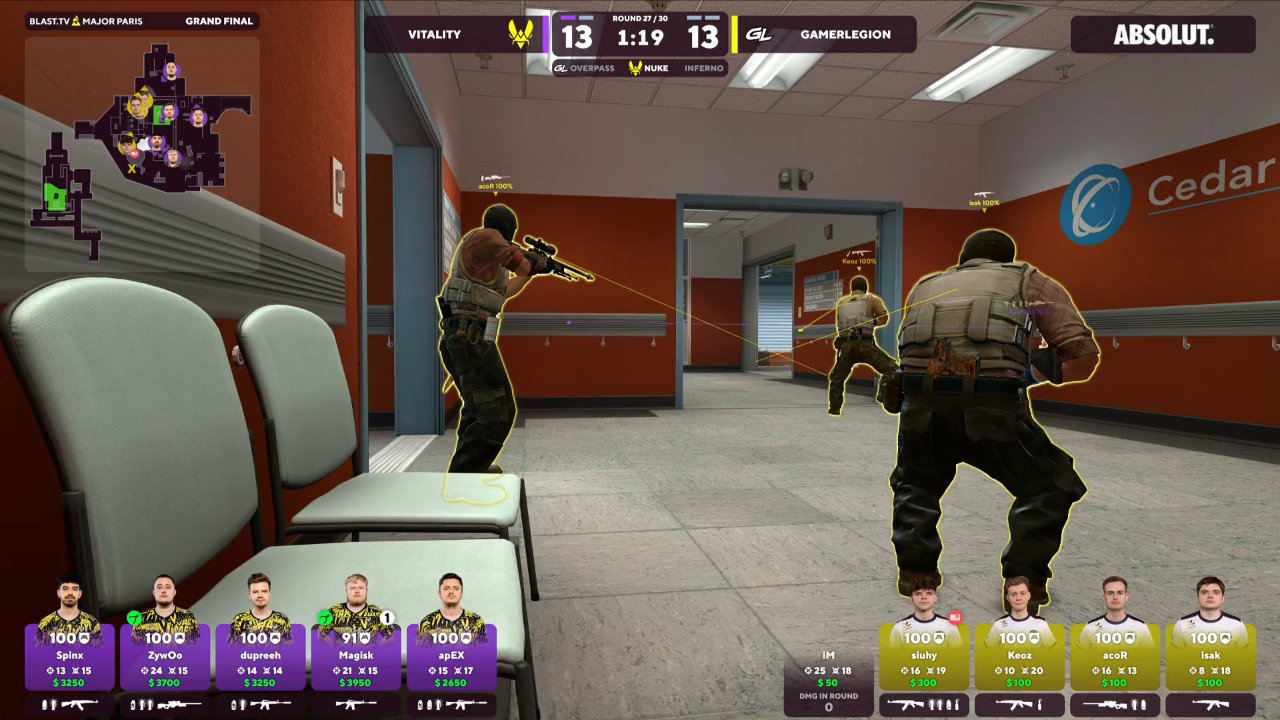 BLAST.TV MAJOR PARIS GRAND FINAL
VITALITY 13 ROUND 27 / 30 1:19 13 GL GAMERLEGION
GL OVERPASS NUKE INFERNO
ABSOLUT.
acoR 100%
isak 100%
Keoz 100%
Cedar
X
1
100 100 100 91 100
Spinx ZywOo dupreeh Magisk apEX
13 15 24 15 14 14 21 15 15 17
$ 3250 $ 3700 $ 3250 $ 3950 $ 2650
100 100 100 100
iM siuhy Keoz acoR isak
25 18 16 19 10 20 16 13 8 18
$ 50 $ 300 $ 100 $ 100 $ 100
DMG IN ROUND
0